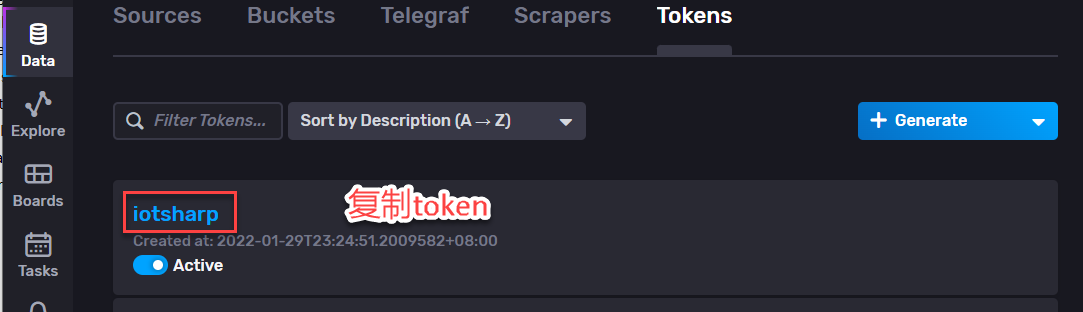 Sources Buckets Telegraf Scrapers Tokens
Data
Filter Tokens... Sort by Description (A → Z) + Generate
Explore
Boards
iotsharp 复制token
Created at: 2022-01-29T23:24:51.2009582+08:00
Active
Tasks